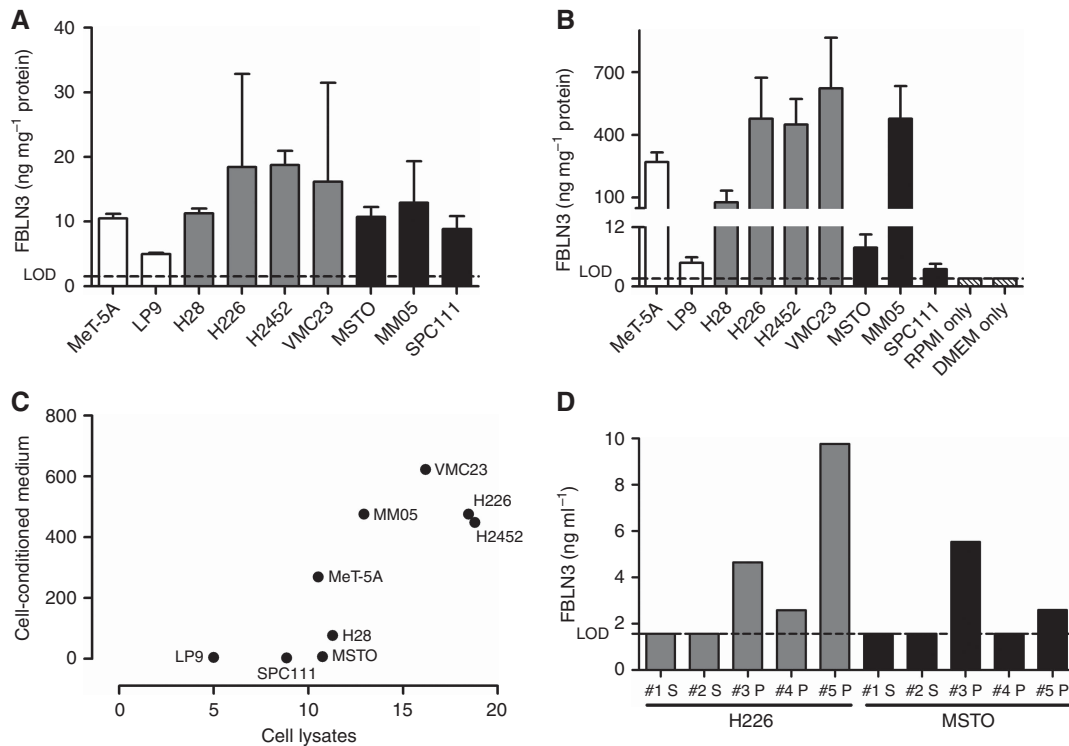 A
FBLN3 (ng mg⁻¹ protein)
40
30
20
10
0
LOD
MeT-5A
LP9
H28
H226
H2452
VMC23
MSTO
MM05
SPC111
B
FBLN3 (ng mg⁻¹ protein)
700
400
100
12
0
LOD
MeT-5A
LP9
H28
H226
H2452
VMC23
MSTO
MM05
SPC111
RPMI only
DMEM only
C
Cell-conditioned medium
800
600
400
200
0
VMC23
H226
MM05
H2452
MeT-5A
H28
LP9
MSTO
SPC111
0 5 10 15 20
Cell lysates
D
FBLN3 (ng ml⁻¹)
10
8
6
4
2
0
LOD
#1 S #2 S #3 P #4 P #5 P #1 S #2 S #3 P #4 P #5 P
H226 MSTO